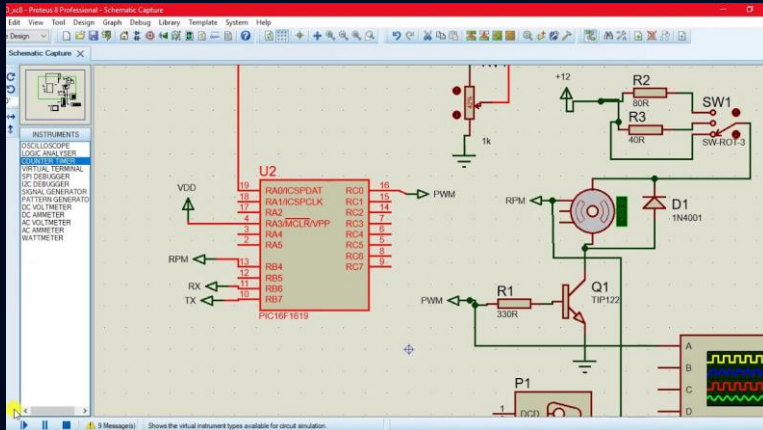 Proteus 8 Professional - Schematic Capture
Edit View Tool Design Graph Debug Library Template System Help
Design
Schematic Capture X
INSTRUMENTS
OSCILLOSCOPE
LOGIC ANALYSER
COUNTER TIMER
VIRTUAL TERMINAL
SPI DEBUGGER
I2C DEBUGGER
SIGNAL GENERATOR
PATTERN GENERATO
DC VOLTMETER
DC AMMETER
AC VOLTMETER
AC AMMETER
WATTMETER
1k
+12
R2
80R
R3
40R
SW1
SW-ROT-3
U2
VDD
19 RA0/ICSPDAT RC0 16 PWM
18 RA1/ICSPCLK RC1 15
17 RA2 RC2 14
4 RA3/MCLR/VPP RC3 7
3 RA4 RC4 6
2 RA5 RC5 5
RC6 8
RC7 9
RPM 13 RB4
12 RB5
RX 11 RB6
TX 10 RB7
PIC16F1619
RPM
D1
1N4001
PWM
R1
330R
Q1
TIP122
A
B
C
D
P1
1 DCD
9 Message(s) Shows the virtual instrument types available for circuit simulation.